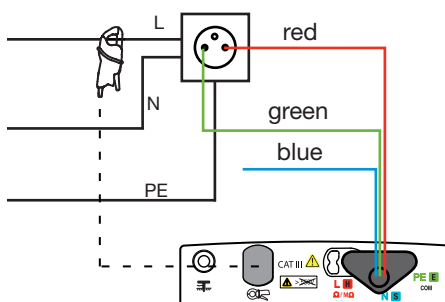 L
red
N
green
blue
PE
CAT III
L H
Ω/MΩ
N S
PE E
COM